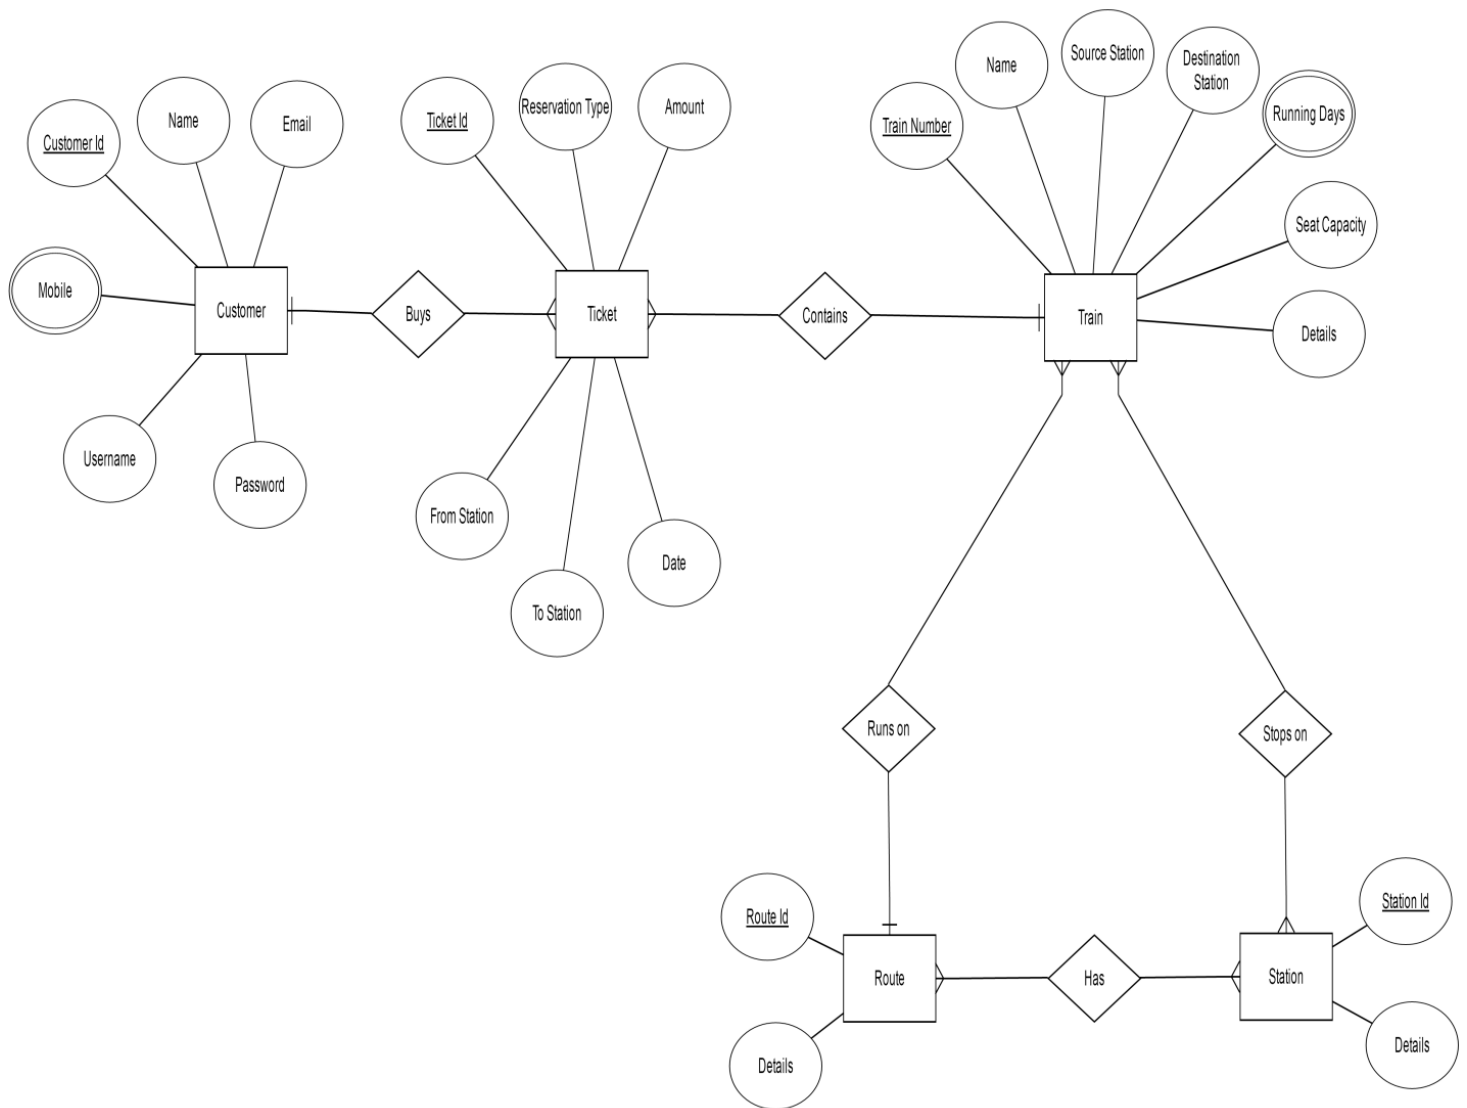 Customer Id
Name
Email
Mobile
Customer
Username
Password
Buys
Ticket Id
Reservation Type
Amount
Ticket
From Station
To Station
Date
Contains
Train Number
Name
Source Station
Destination
Station
Running Days
Seat Capacity
Details
Train
Runs on
Stops on
Route Id
Route
Details
Has
Station Id
Station
Details